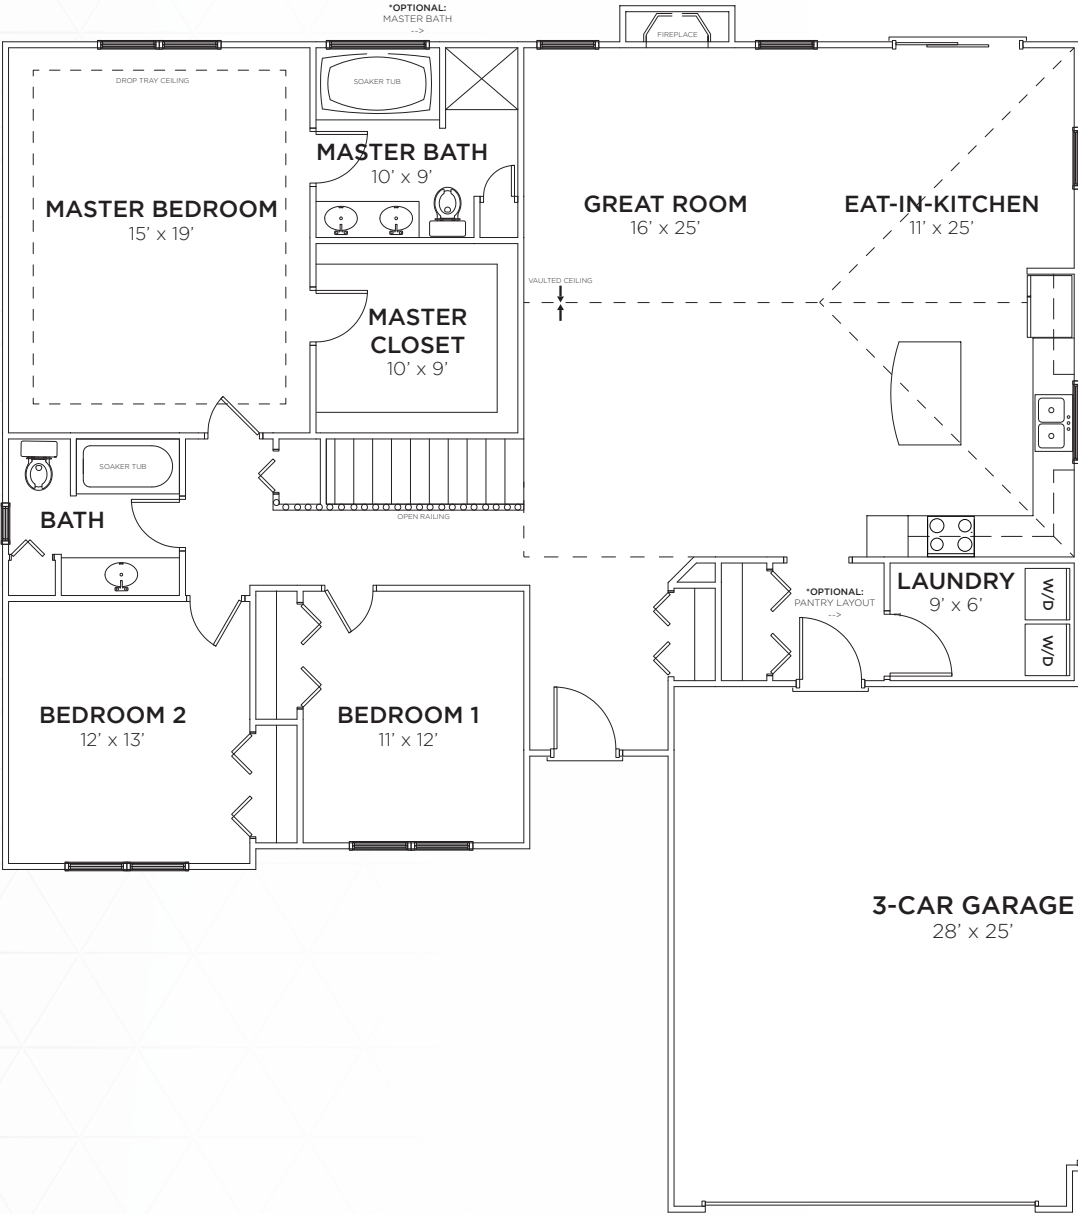 *OPTIONAL:
MASTER BATH
-->
FIREPLACE
DROP TRAY CEILING
SOAKER TUB
MASTER BATH
10’ x 9’
MASTER BEDROOM
15’ x 19’
GREAT ROOM
16’ x 25’
EAT-IN-KITCHEN
11’ x 25’
VAULTED CEILING
MASTER
CLOSET
10’ x 9’
SOAKER TUB
BATH
OPEN RAILING
*OPTIONAL:
PANTRY LAYOUT
-->
LAUNDRY
9’ x 6’
W/D
W/D
BEDROOM 2
12’ x 13’
BEDROOM 1
11’ x 12’
3-CAR GARAGE
28’ x 25’